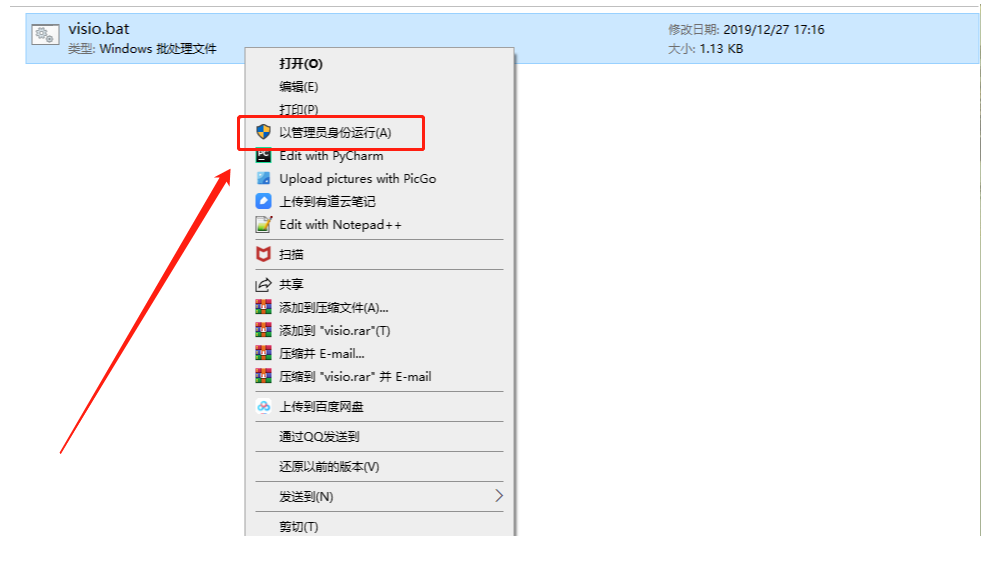 visio.bat
修改日期: 2019/12/27 17:16
类型: Windows 批处理文件
大小: 1.13 KB
打开(O)
编辑(E)
打印(P)
以管理员身份运行(A)
Edit with PyCharm
Upload pictures with PicGo
上传到有道云笔记
Edit with Notepad++
扫描
共享
添加到压缩文件(A)...
添加到 "visio.rar"(T)
压缩并 E-mail...
压缩到 "visio.rar" 并 E-mail
上传到百度网盘
通过QQ发送到
还原以前的版本(V)
发送到(N)
剪切(T)